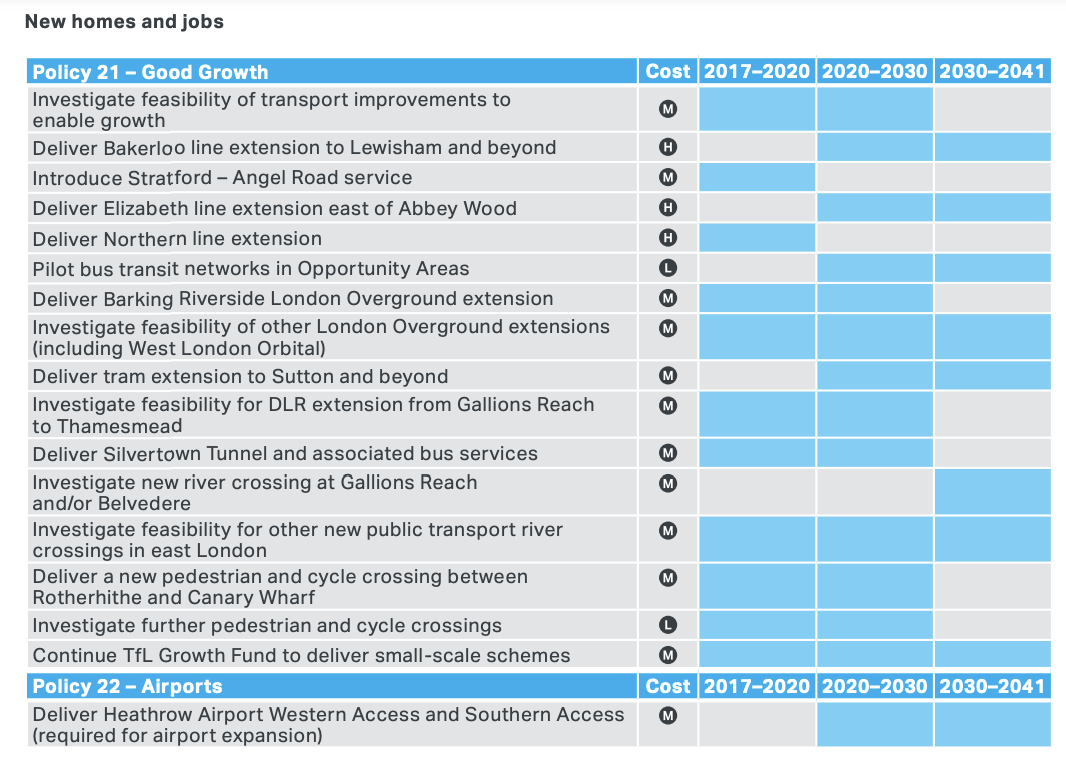 New homes and jobs
Policy 21 – Good Growth Cost 2017–2020 2020–2030 2030–2041
Investigate feasibility of transport improvements to
enable growth M
Deliver Bakerloo line extension to Lewisham and beyond H
Introduce Stratford – Angel Road service M
Deliver Elizabeth line extension east of Abbey Wood H
Deliver Northern line extension H
Pilot bus transit networks in Opportunity Areas L
Deliver Barking Riverside London Overground extension M
Investigate feasibility of other London Overground extensions M
(including West London Orbital)
Deliver tram extension to Sutton and beyond M
Investigate feasibility for DLR extension from Gallions Reach M
to Thamesmead
Deliver Silvertown Tunnel and associated bus services M
Investigate new river crossing at Gallions Reach M
and/or Belvedere
Investigate feasibility for other new public transport river M
crossings in east London
Deliver a new pedestrian and cycle crossing between M
Rotherhithe and Canary Wharf
Investigate further pedestrian and cycle crossings L
Continue TfL Growth Fund to deliver small-scale schemes M
Policy 22 – Airports Cost 2017–2020 2020–2030 2030–2041
Deliver Heathrow Airport Western Access and Southern Access M
(required for airport expansion)